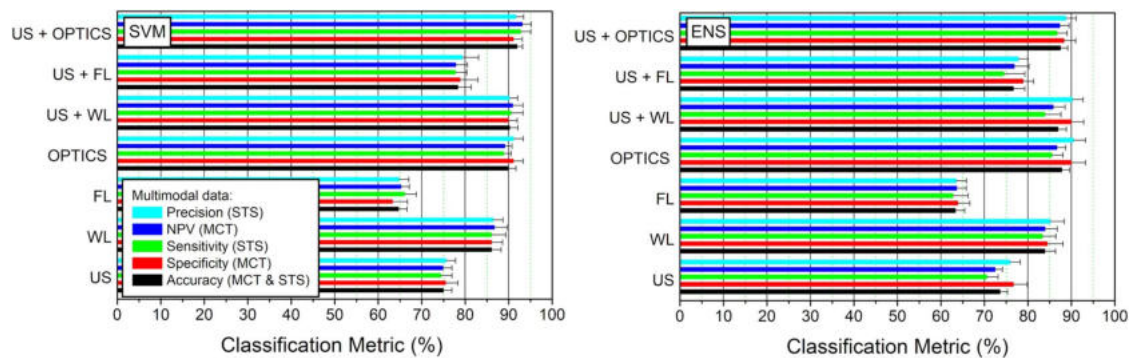 SVM
US + OPTICS
US + FL
US + WL
OPTICS
FL
WL
US
Multimodal data:
Precision (STS)
NPV (MCT)
Sensitivity (STS)
Specificity (MCT)
Accuracy (MCT & STS)
0 10 20 30 40 50 60 70 80 90 100
Classification Metric (%)
ENS
US + OPTICS
US + FL
US + WL
OPTICS
FL
WL
US
0 10 20 30 40 50 60 70 80 90 100
Classification Metric (%)